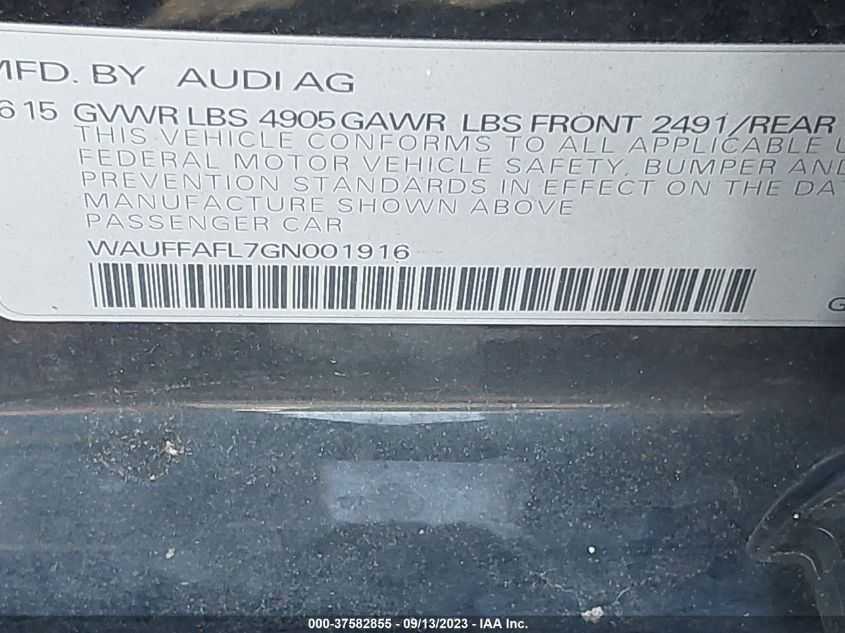 MFD. BY AUDI AG
615 GVWR LBS 4905 GAWR LBS FRONT 2491/REAR
THIS VEHICLE CONFORMS TO ALL APPLICABLE
FEDERAL MOTOR VEHICLE SAFETY, BUMPER AND
PREVENTION STANDARDS IN EFFECT ON THE DAT
MANUFACTURE SHOWN ABOVE
PASSENGER CAR
WAUFFAFL7GN001916
G
000-37582855 - 09/13/2023 - IAA Inc.